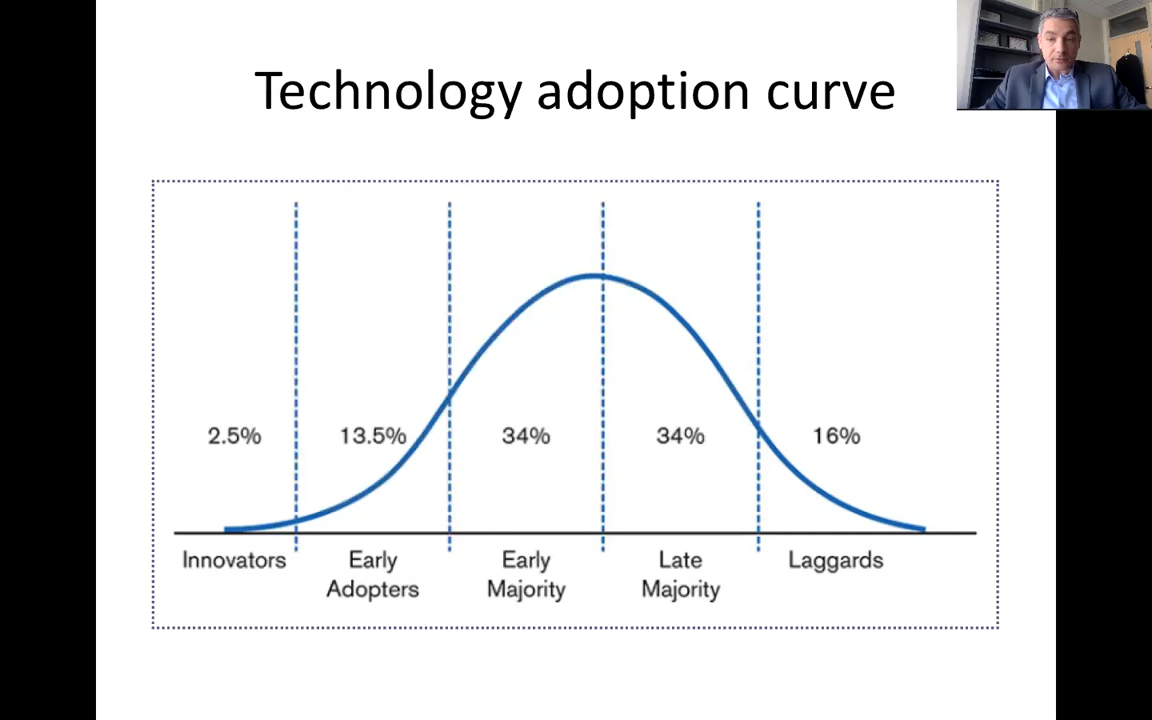 Technology adoption curve
2.5%
13.5%
34%
34%
16%
Innovators
Early
Adopters
Early
Majority
Late
Majority
Laggards